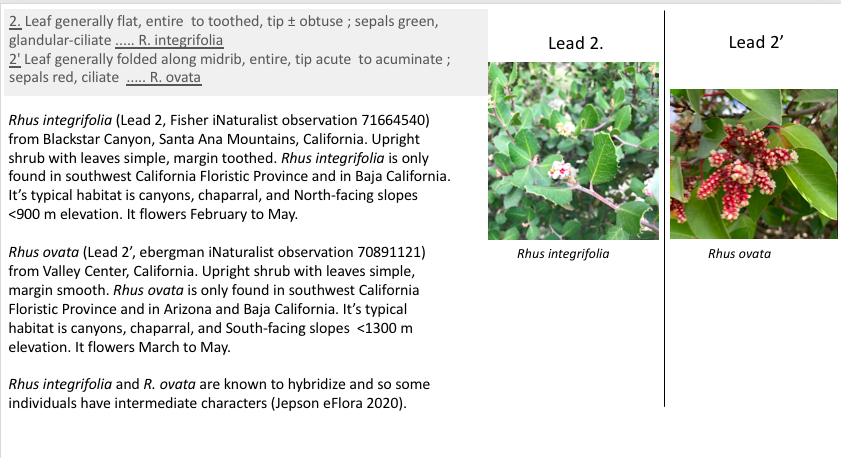 2. Leaf generally flat, entire to toothed, tip ± obtuse ; sepals green,
glandular-ciliate ..... R. integrifolia
2' Leaf generally folded along midrib, entire, tip acute to acuminate ;
sepals red, ciliate ..... R. ovata
Rhus integrifolia (Lead 2, Fisher iNaturalist observation 71664540)
from Blackstar Canyon, Santa Ana Mountains, California. Upright
shrub with leaves simple, margin toothed. Rhus integrifolia is only
found in southwest California Floristic Province and in Baja California.
It’s typical habitat is canyons, chaparral, and North-facing slopes
<900 m elevation. It flowers February to May.
Rhus ovata (Lead 2’, ebergman iNaturalist observation 70891121)
from Valley Center, California. Upright shrub with leaves simple,
margin smooth. Rhus ovata is only found in southwest California
Floristic Province and in Arizona and Baja California. It’s typical
habitat is canyons, chaparral, and South-facing slopes <1300 m
elevation. It flowers March to May.
Rhus integrifolia and R. ovata are known to hybridize and so some
individuals have intermediate characters (Jepson eFlora 2020).
Lead 2.
Rhus integrifolia
Lead 2’
Rhus ovata